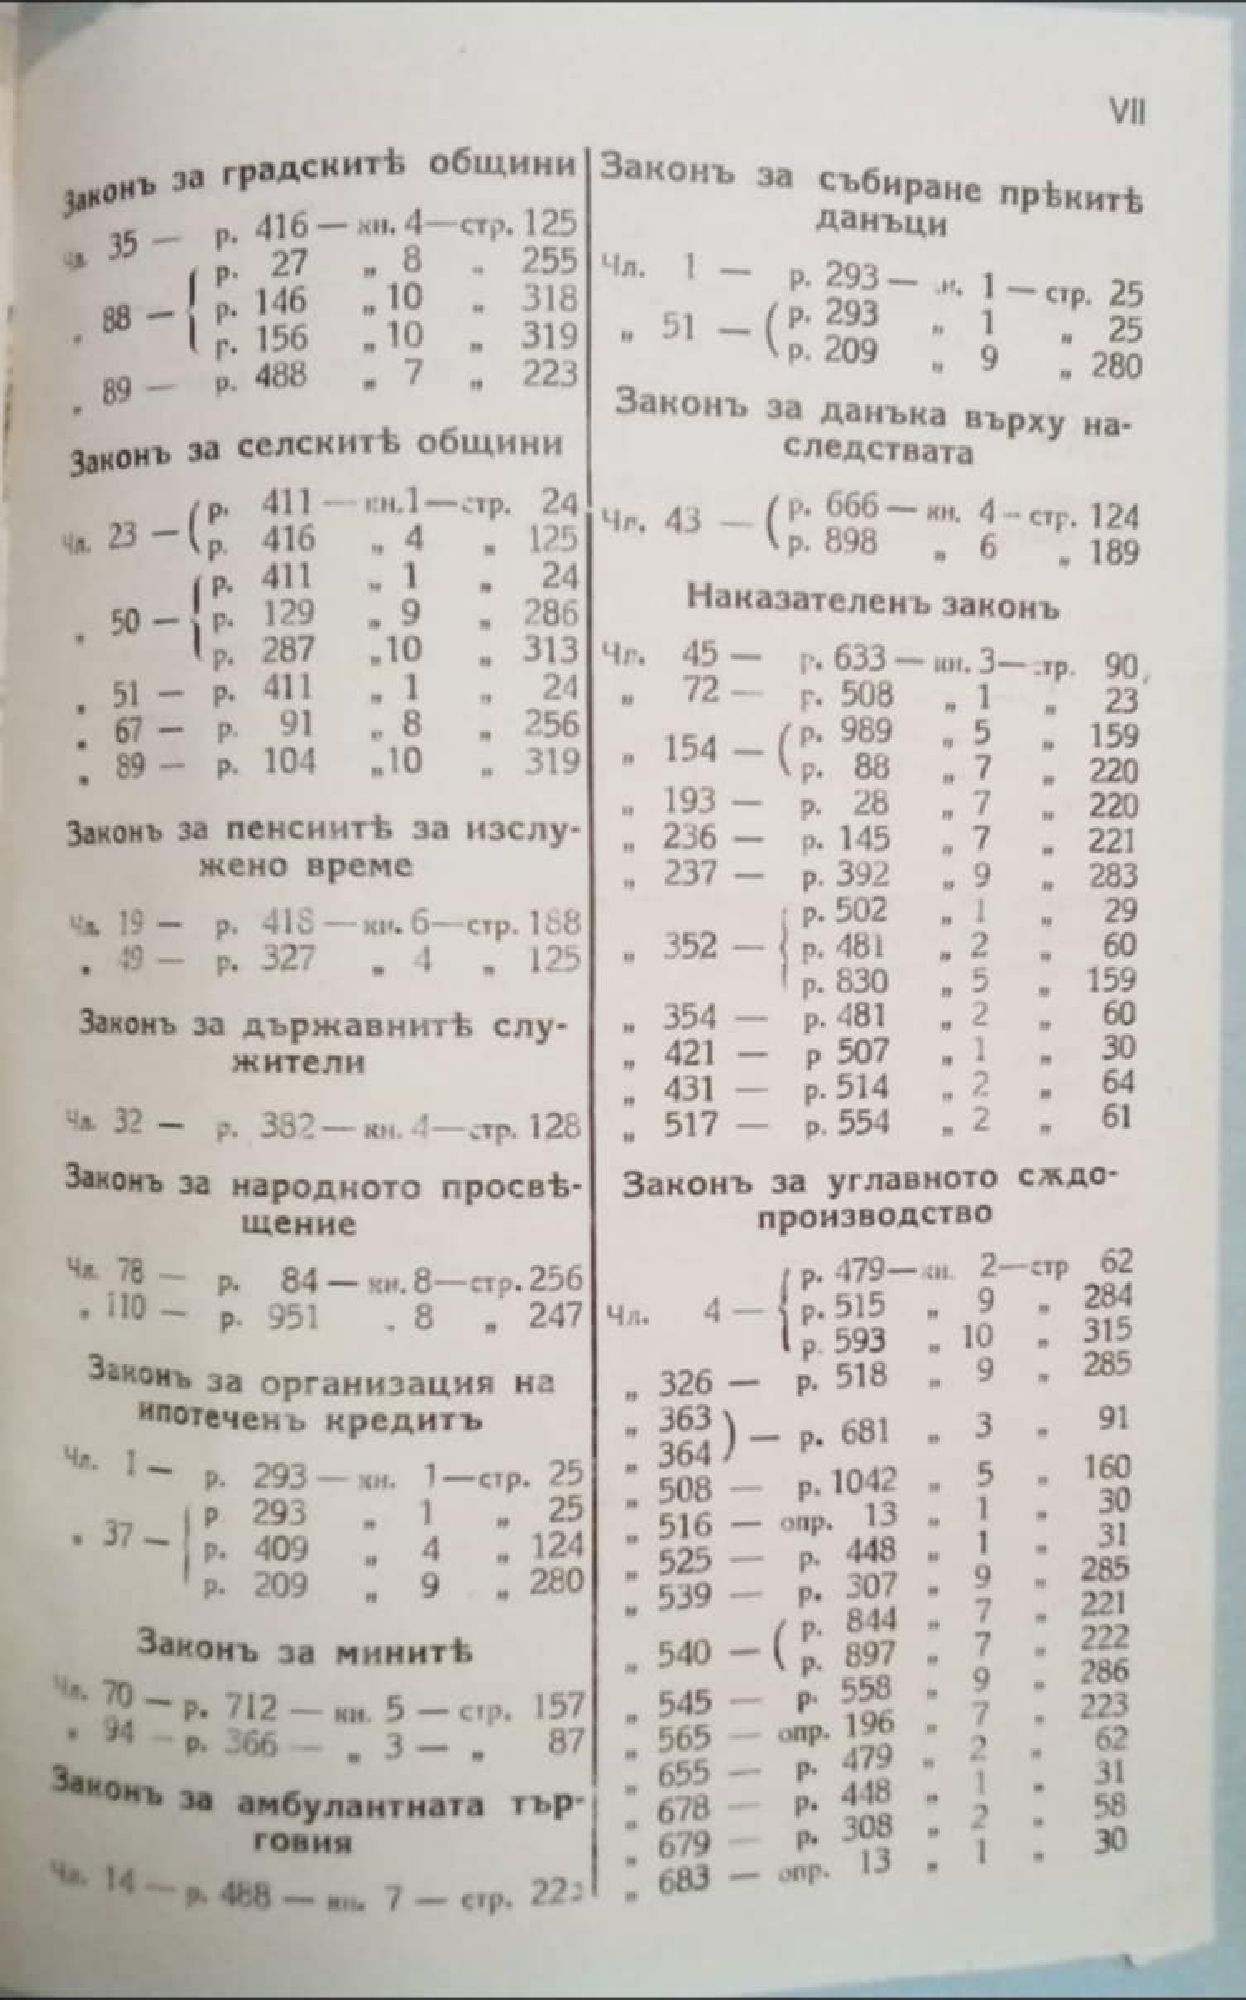 VII
Законъ за градскитѣ общини
Чл. 35 — р. 416 — кн. 4—стр. 125
р. 27 „ 8 „ 255
„ 88 — р. 146 „ 10 „ 318
р. 156 „ 10 „ 319
„ 89 — р. 488 „ 7 „ 223
Законъ за селскитѣ общини
р. 411 — кн. 1—стр. 24
Чл. 23 — р. 416 „ 4 „ 125
р. 411 „ 1 „ 24
„ 50 — р. 129 „ 9 „ 286
р. 287 „ 10 „ 313
„ 51 — р. 411 „ 1 „ 24
„ 67 — р. 91 „ 8 „ 256
„ 89 — р. 104 „ 10 „ 319
Законъ за пенсиитѣ за изслу-
жено време
Чл. 19 — р. 418 — кн. 6—стр. 188
„ 49 — р. 327 „ 4 „ 125
Законъ за държавнитѣ слу-
жители
Чл. 32 — р. 382 — кн. 4—стр. 128
Законъ за народното просвѣ-
щение
Чл. 78 — р. 84 — кн. 8—стр. 256
„ 110 — р. 951 „ 8 „ 247
Законъ за организация на
ипотеченъ кредитъ
Чл. 1 — р. 293 — кн. 1—стр. 25
р 293 „ 1 „ 25
„ 37 — р. 409 „ 4 „ 124
р. 209 „ 9 „ 280
Законъ за минитѣ
Чл. 70 — р. 712 — кн. 5 — стр. 157
„ 94 — р. 366 — „ 3 — „ 87
Законъ за амбулантната тър-
говия
Чл. 14 — р. 488 — кн. 7 — стр.
Законъ за събиране прѣкитѣ
данъци
Чл. 1 — р. 293 — кн. 1 — стр. 25
„ 51 — (р. 293 „ 1 „ 25
р. 209 „ 9 „ 280
Законъ за данъка върху на-
следствата
Чл. 43 — (р. 666 — кн. 4 — стр. 124
р. 898 „ 6 „ 189
Наказателенъ законъ
Чл. 45 — р. 633 — кн. 3—стр. 90
„ 72 — р. 508 „ 1 „ 23
„ 154 — (р. 989 „ 5 „ 159
р. 88 „ 7 „ 220
„ 193 — р. 28 „ 7 „ 220
„ 236 — р. 145 „ 7 „ 221
„ 237 — р. 392 „ 9 „ 283
р. 502 „ 1 „ 29
„ 352 — р. 481 „ 2 „ 60
р. 830 „ 5 „ 159
„ 354 — р. 481 „ 2 „ 60
„ 421 — р 507 „ 1 „ 30
„ 431 — р. 514 „ 2 „ 64
„ 517 — р. 554 „ 2 „ 61
Законъ за углавното сѫдо-
производство
р. 479—кн. 2—стр 62
Чл. 4 — р. 515 „ 9 „ 284
р. 593 „ 10 „ 315
„ 326 — р. 518 „ 9 „ 285
„ 363
„ 364 ) — р. 681 „ 3 „ 91
„ 508 — р. 1042 „ 5 „ 160
„ 516 — опр. 13 „ 1 „ 30
„ 525 — р. 448 „ 1 „ 31
„ 539 — р. 307 „ 9 „ 285
„ 540 — (р. 844 „ 7 „ 221
р. 897 „ 7 „ 222
„ 545 — р. 558 „ 9 „ 286
„ 565 — опр. 196 „ 7 „ 223
„ 655 — р. 479 „ 2 „ 62
„ 678 — р. 448 „ 1 „ 31
„ 679 — р. 308 „ 2 „ 58
„ 683 — опр. 13 „ 1 „ 30